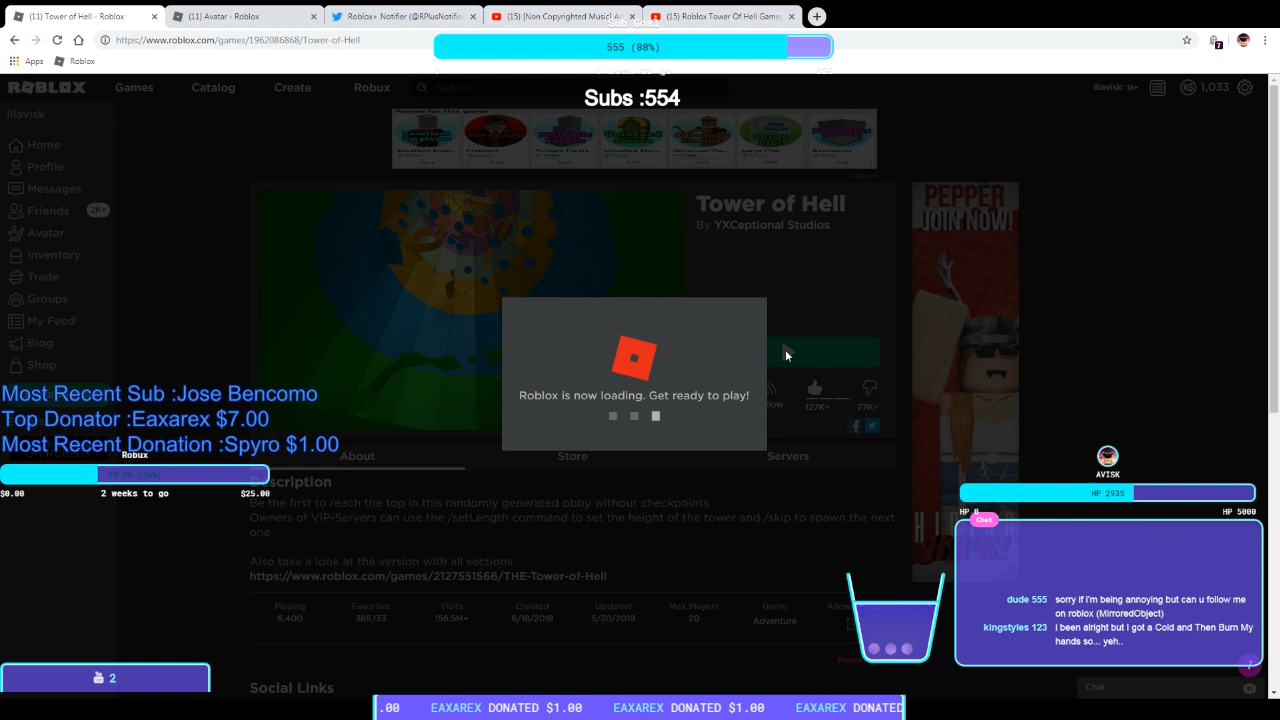 (11) Tower of Hell - Roblox
(11) Avatar - Roblox
Roblox+ Notifier (@RPlusNotifie
(15) [Non Copyrighted Music] Ar
(15) Roblox Tower Of Hell Game
Sub Goal
https://www.roblox.com/games/1962086868/Tower-of-Hell
555 (88%)
7
Apps
Roblox
ROBLOX
Games
Catalog
Create
Robux
Search
Subs :554
lilavisk: 13+
1,033
lilavisk
Home
Profile
Messages
Friends
2K+
Avatar
Inventory
Trade
Groups
My Feed
Blog
Shop
Tower of Hell
By YXCeptional Studios
PEPPER
JOIN NOW!
Roblox is now loading. Get ready to play!
127K+
77K+
Most Recent Sub :Jose Bencomo
Top Donator :Eaxarex $7.00
Most Recent Donation :Spyro $1.00
Robux
$0.00
2 weeks to go
$25.00
About
Store
Servers
Description
Be the first to reach the top in this randomly generated obby without checkpoints
Owners of VIP-Servers can use the /setLength command to set the height of the tower and /skip to spawn the next
one
Also take a look at the version with all sections
https://www.roblox.com/games/2127551566/THE-Tower-of-Hell
Playing
Favorites
Visits
Created
Updated
Max Players
Genre
6,400
385,133
156.5M+
6/18/2018
5/30/2019
20
Adventure
AVISK
HP 2935
HP 0
HP 5000
Chat
dude 555 sorry if i'm being annoying but can u follow me
on roblox (MirroredObject)
kingstyles 123 I been alright but I got a Cold and Then Burn My
hands so... yeh..
2
Social Links
Chat
.00 EAXAREX DONATED $1.00 EAXAREX DONATED $1.00 EAXAREX DONATED